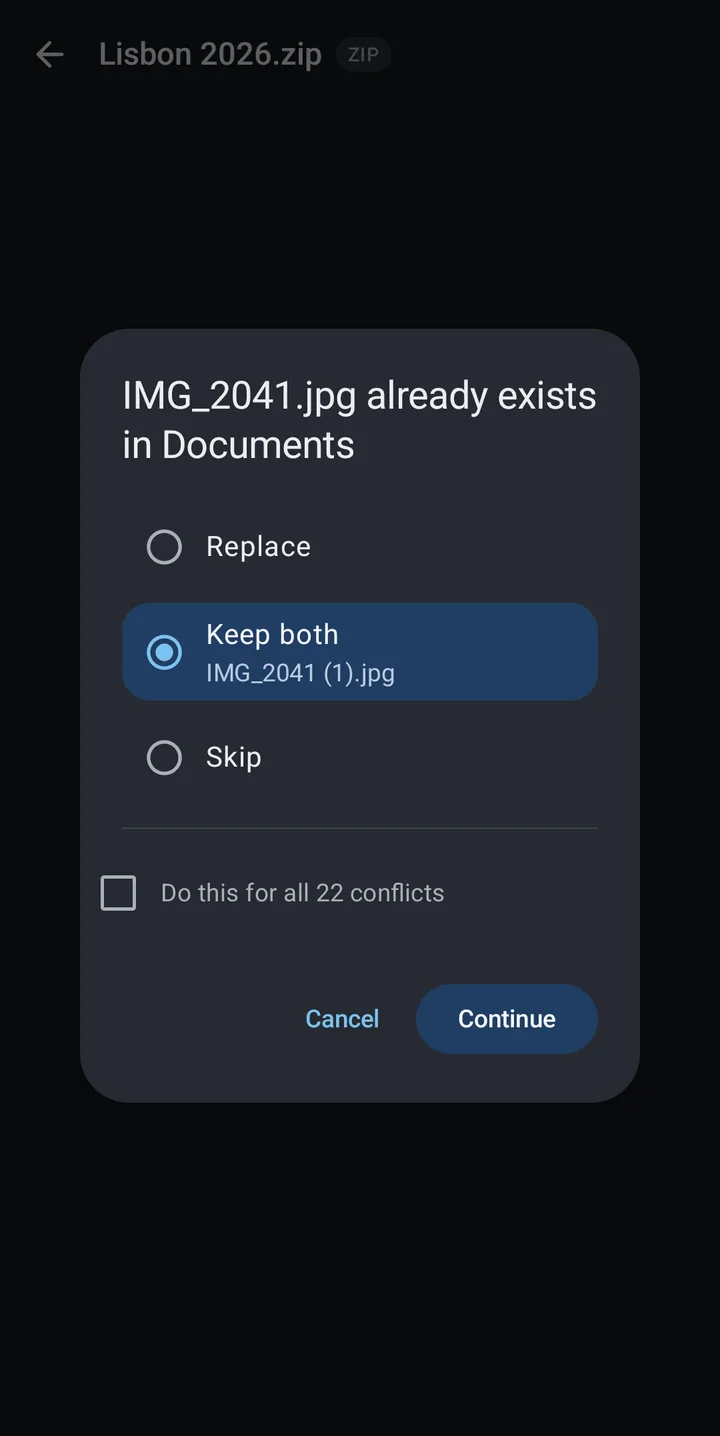 Lisbon 2026.zip ZIP
IMG_2041.jpg already exists
in Documents
Replace
Keep both
IMG_2041 (1).jpg
Skip
Do this for all 22 conflicts
Cancel Continue